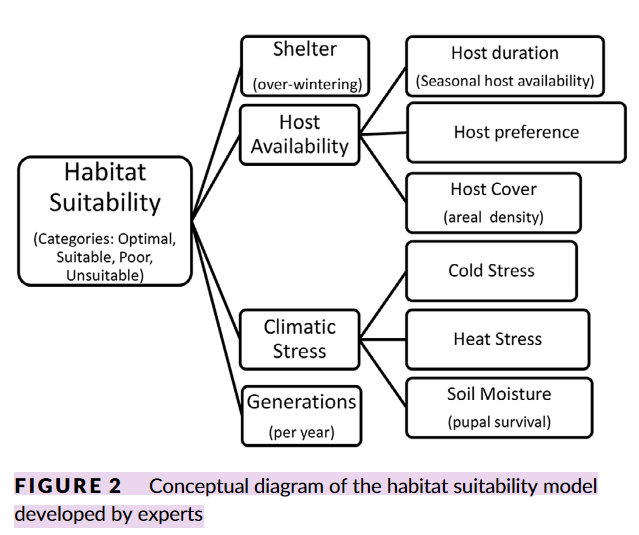 Habitat
Suitability
(Categories: Optimal,
Suitable, Poor,
Unsuitable)
Shelter
(over-wintering)
Host
Availability
Climatic
Stress
Generations
(per year)
Host duration
(Seasonal host availability)
Host preference
Host Cover
(areal density)
Cold Stress
Heat Stress
Soil Moisture
(pupal survival)
FIGURE 2 Conceptual diagram of the habitat suitability model
developed by experts